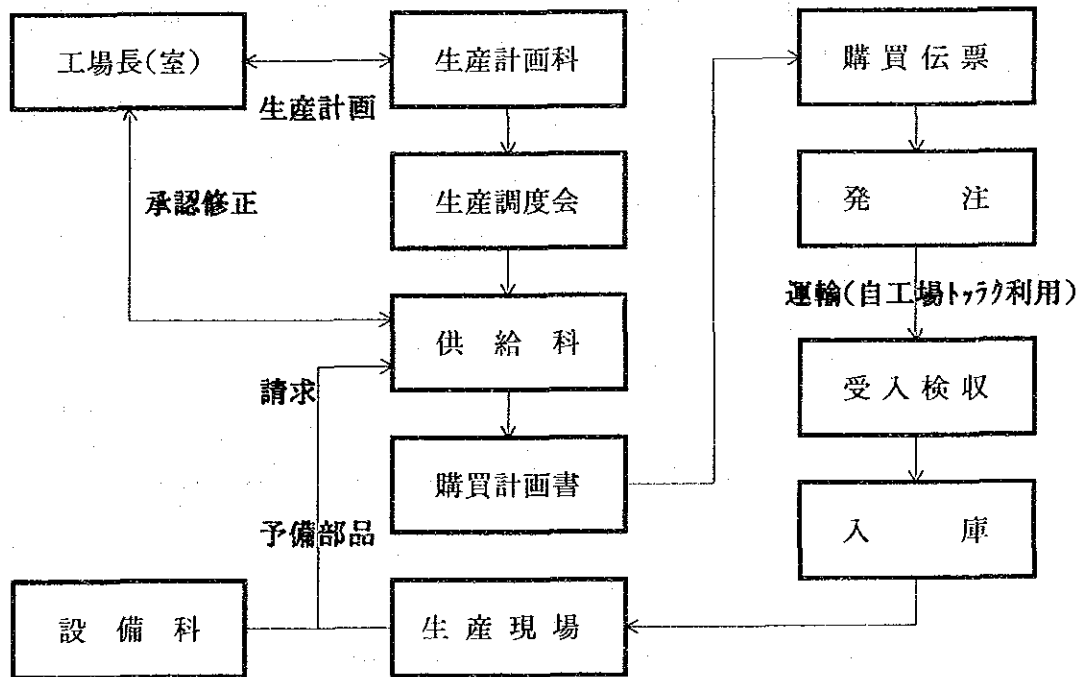 工場長(室)
生産計画科
購買伝票
生産計画
生産調度会
発注
承認修正
運輸(自工場トラック利用)
供給科
受入検収
請求
購買計画書
入庫
予備部品
設備科
生産現場